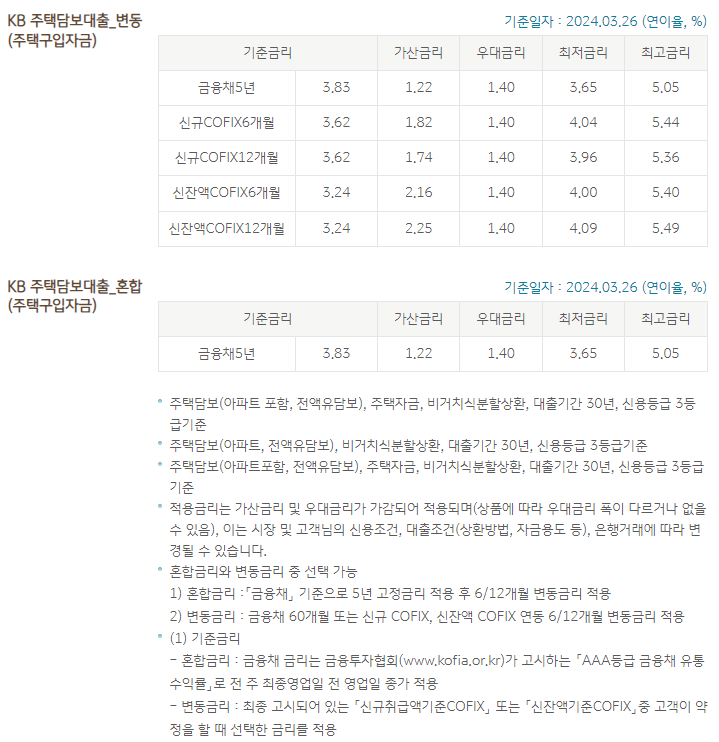 KB 주택담보대출_변동
(주택구입자금)
기준일자 : 2024.03.26 (연이율, %)
기준금리 가산금리 우대금리 최저금리 최고금리
금융채5년 3.83 1.22 1.40 3.65 5.05
신규COFIX6개월 3.62 1.82 1.40 4.04 5.44
신규COFIX12개월 3.62 1.74 1.40 3.96 5.36
신잔액COFIX6개월 3.24 2.16 1.40 4.00 5.40
신잔액COFIX12개월 3.24 2.25 1.40 4.09 5.49
KB 주택담보대출_혼합
(주택구입자금)
기준일자 : 2024.03.26 (연이율, %)
기준금리 가산금리 우대금리 최저금리 최고금리
금융채5년 3.83 1.22 1.40 3.65 5.05
* 주택담보(아파트 포함, 전액유담보), 주택자금, 비거치식분할상환, 대출기간 30년, 신용등급 3등
급기준
* 주택담보(아파트, 전액유담보), 비거치식분할상환, 대출기간 30년, 신용등급 3등급기준
* 주택담보(아파트포함, 전액유담보), 주택자금, 비거치식분할상환, 대출기간 30년, 신용등급 3등급
기준
* 적용금리는 가산금리 및 우대금리가 가감되어 적용되며(상품에 따라 우대금리 폭이 다르거나 없을
수 있음), 이는 시장 및 고객님의 신용조건, 대출조건(상환방법, 자금용도 등), 은행거래에 따라 변
경될 수 있습니다.
* 혼합금리와 변동금리 중 선택 가능
1) 혼합금리 :「금융채」 기준으로 5년 고정금리 적용 후 6/12개월 변동금리 적용
2) 변동금리 : 금융채 60개월 또는 신규 COFIX, 신잔액 COFIX 연동 6/12개월 변동금리 적용
* (1) 기준금리
- 혼합금리 : 금융채 금리는 금융투자협회(www.kofia.or.kr)가 고시하는 「AAA등급 금융채 유통
수익률」로 전 주 최종영업일 전 영업일 종가 적용
- 변동금리 : 최종 고시되어 있는 「신규취급액기준COFIX」 또는 「신잔액기준COFIX」중 고객이 약
정을 할 때 선택한 금리를 적용